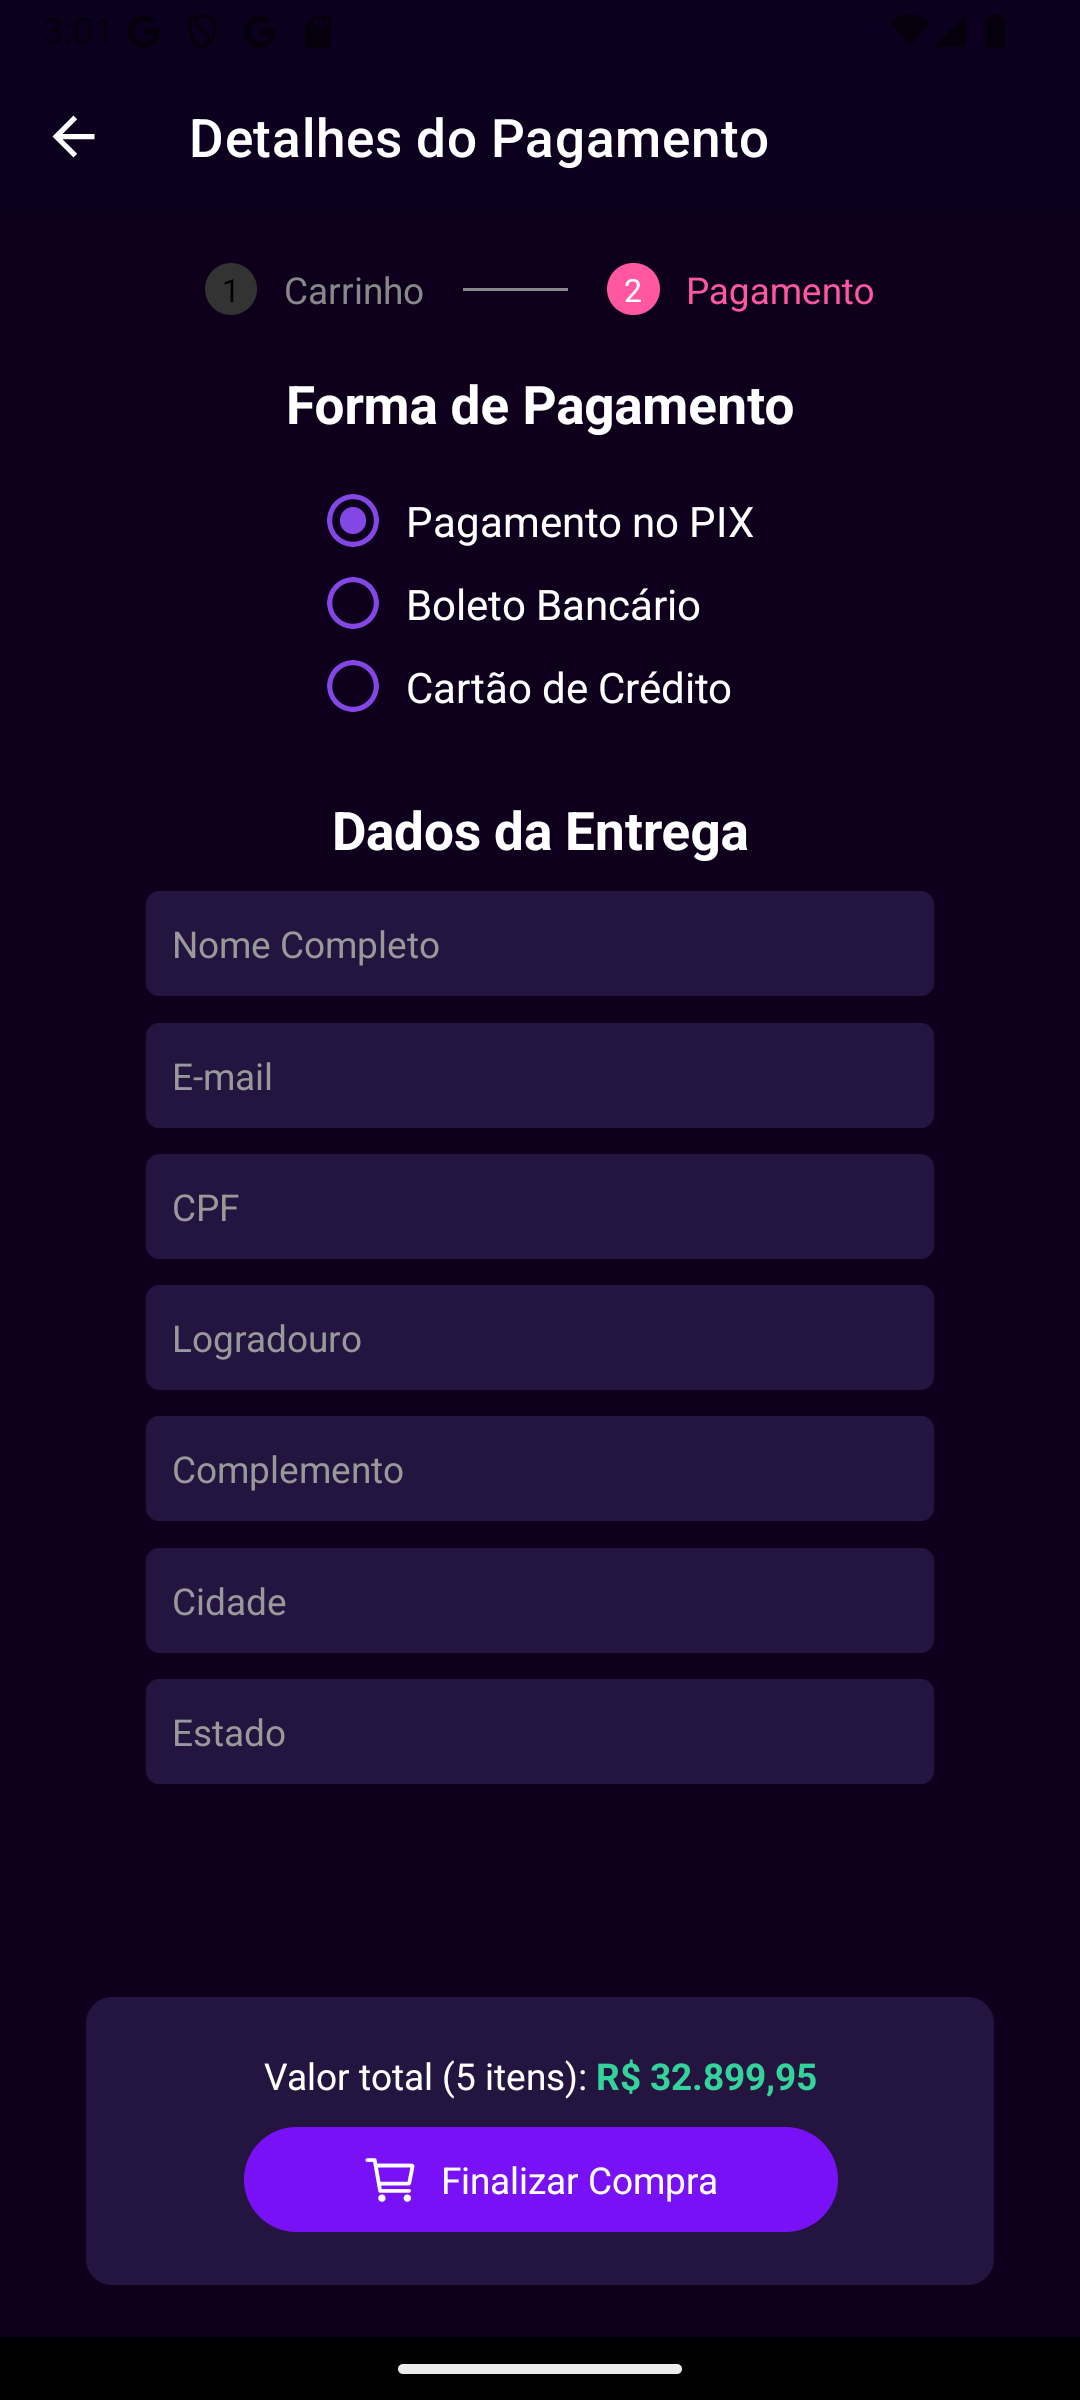 3:01
Detalhes do Pagamento
1 Carrinho 2 Pagamento
Forma de Pagamento
Pagamento no PIX
Boleto Bancário
Cartão de Crédito
Dados da Entrega
Nome Completo
E-mail
CPF
Logradouro
Complemento
Cidade
Estado
Valor total (5 itens): R$ 32.899,95
Finalizar Compra